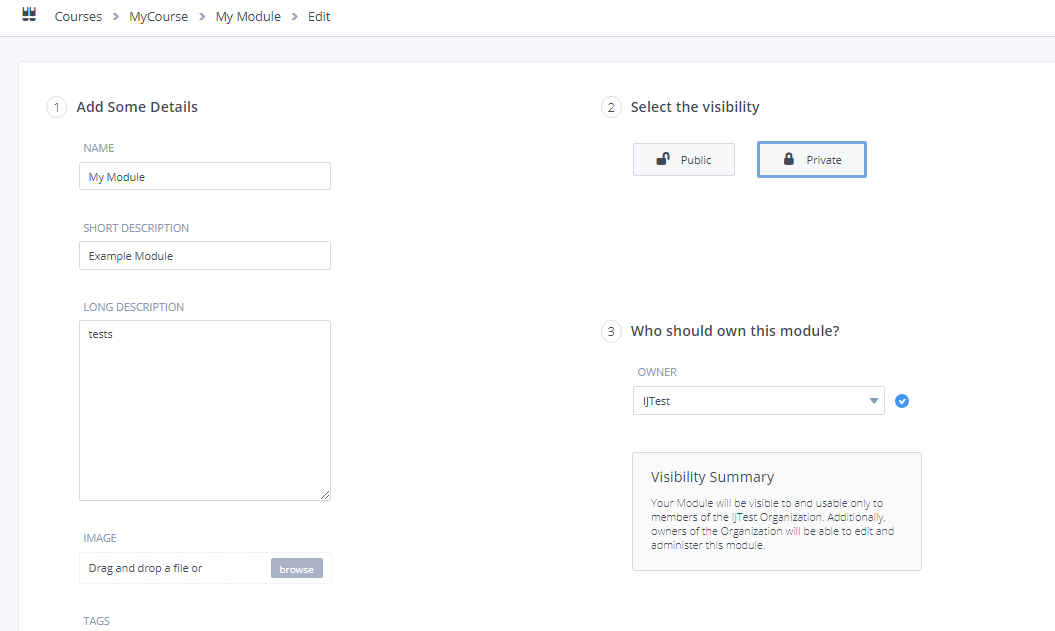 Courses > MyCourse > My Module > Edit
1 Add Some Details
NAME
My Module
SHORT DESCRIPTION
Example Module
LONG DESCRIPTION
tests
IMAGE
Drag and drop a file or browse
TAGS
2 Select the visibility
Public Private
3 Who should own this module?
OWNER
IJTest
Visibility Summary
Your Module will be visible to and usable only to
members of the IJTest Organization. Additionally,
owners of the Organization will be able to edit and
administer this module.